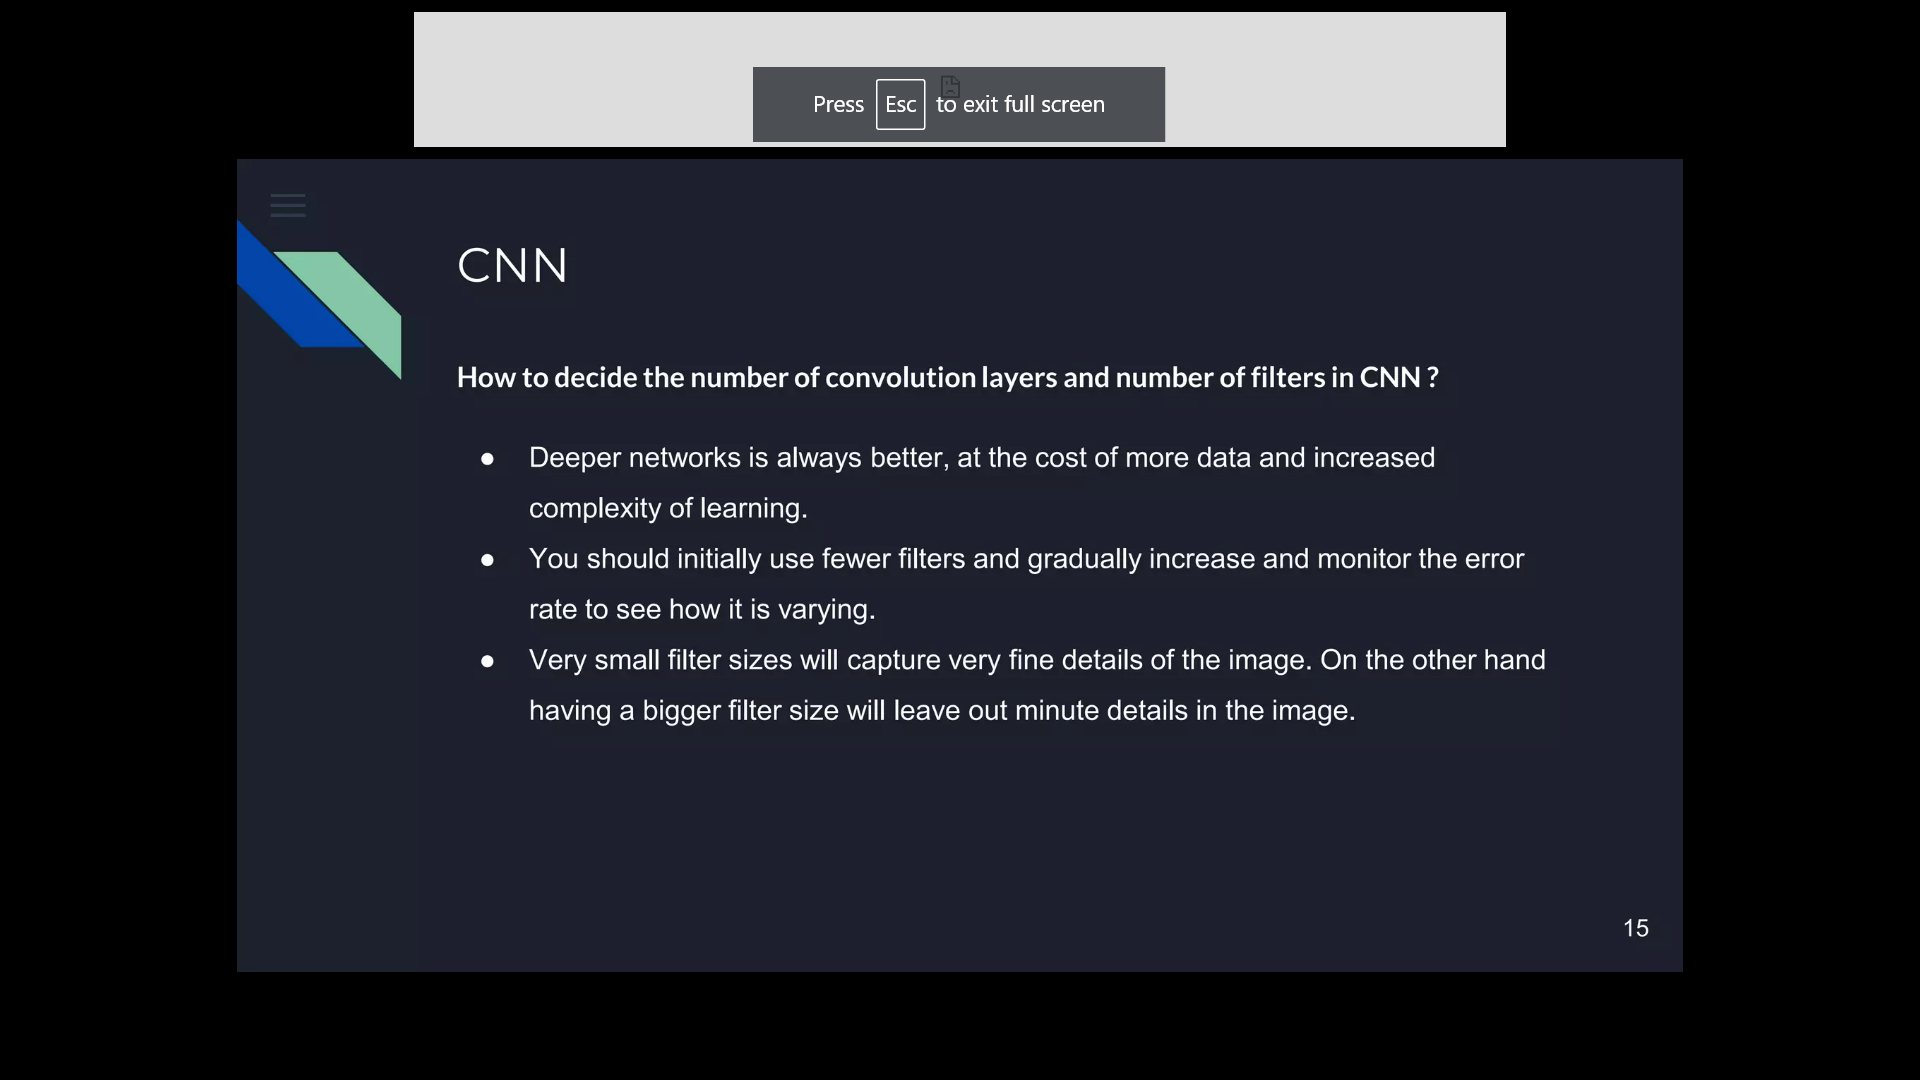 Press Esc to exit full screen
CNN
How to decide the number of convolution layers and number of filters in CNN ?
● Deeper networks is always better, at the cost of more data and increased
complexity of learning.
● You should initially use fewer filters and gradually increase and monitor the error
rate to see how it is varying.
● Very small filter sizes will capture very fine details of the image. On the other hand
having a bigger filter size will leave out minute details in the image.
15